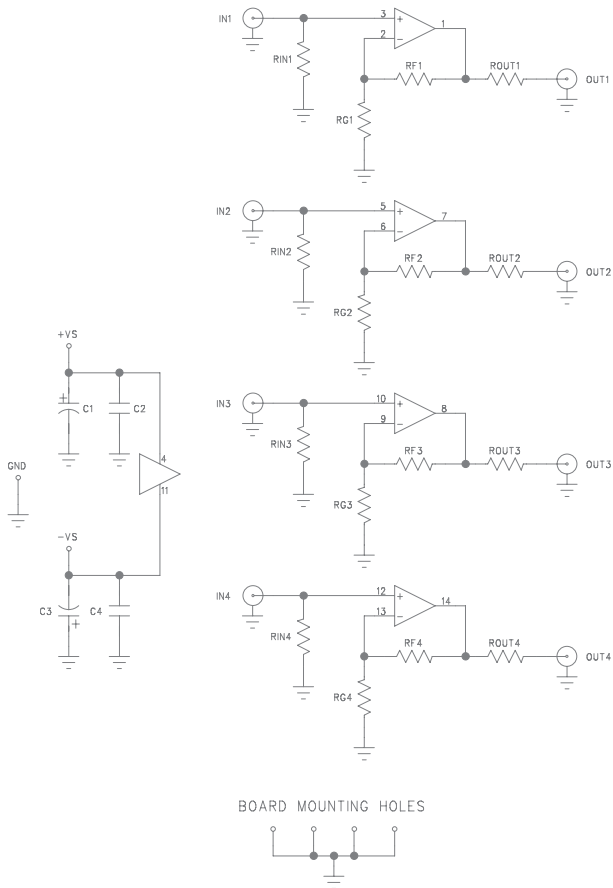 IN1
3
+
2
−
1
RIN1
RF1
ROUT1
OUT1
RG1
IN2
5
+
6
−
7
RIN2
RF2
ROUT2
OUT2
RG2
+VS
+
C1
C2
4
11
GND
−VS
C3
+
C4
IN3
10
+
9
−
8
RIN3
RF3
ROUT3
OUT3
RG3
IN4
12
+
13
−
14
RIN4
RF4
ROUT4
OUT4
RG4
BOARD MOUNTING HOLES